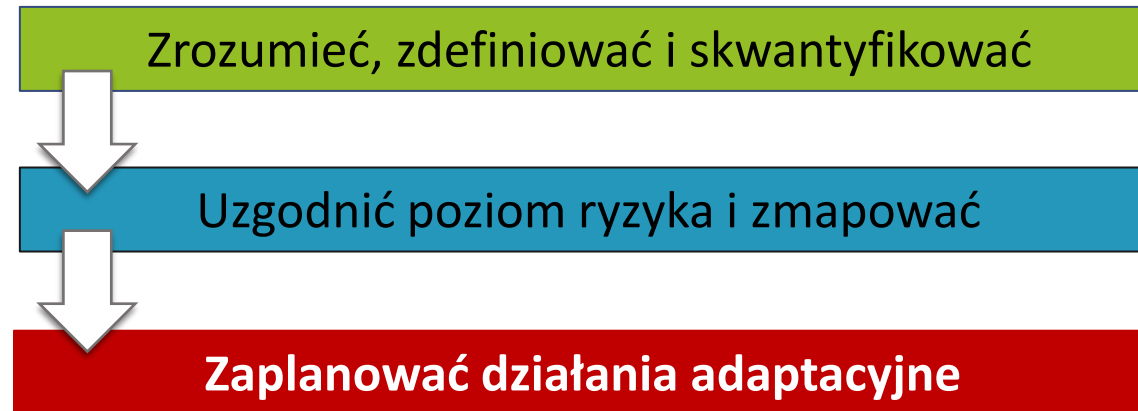 Zrozumieć, zdefiniować i skwantyfikować
Uzgodnić poziom ryzyka i zmapować
Zaplanować działania adaptacyjne